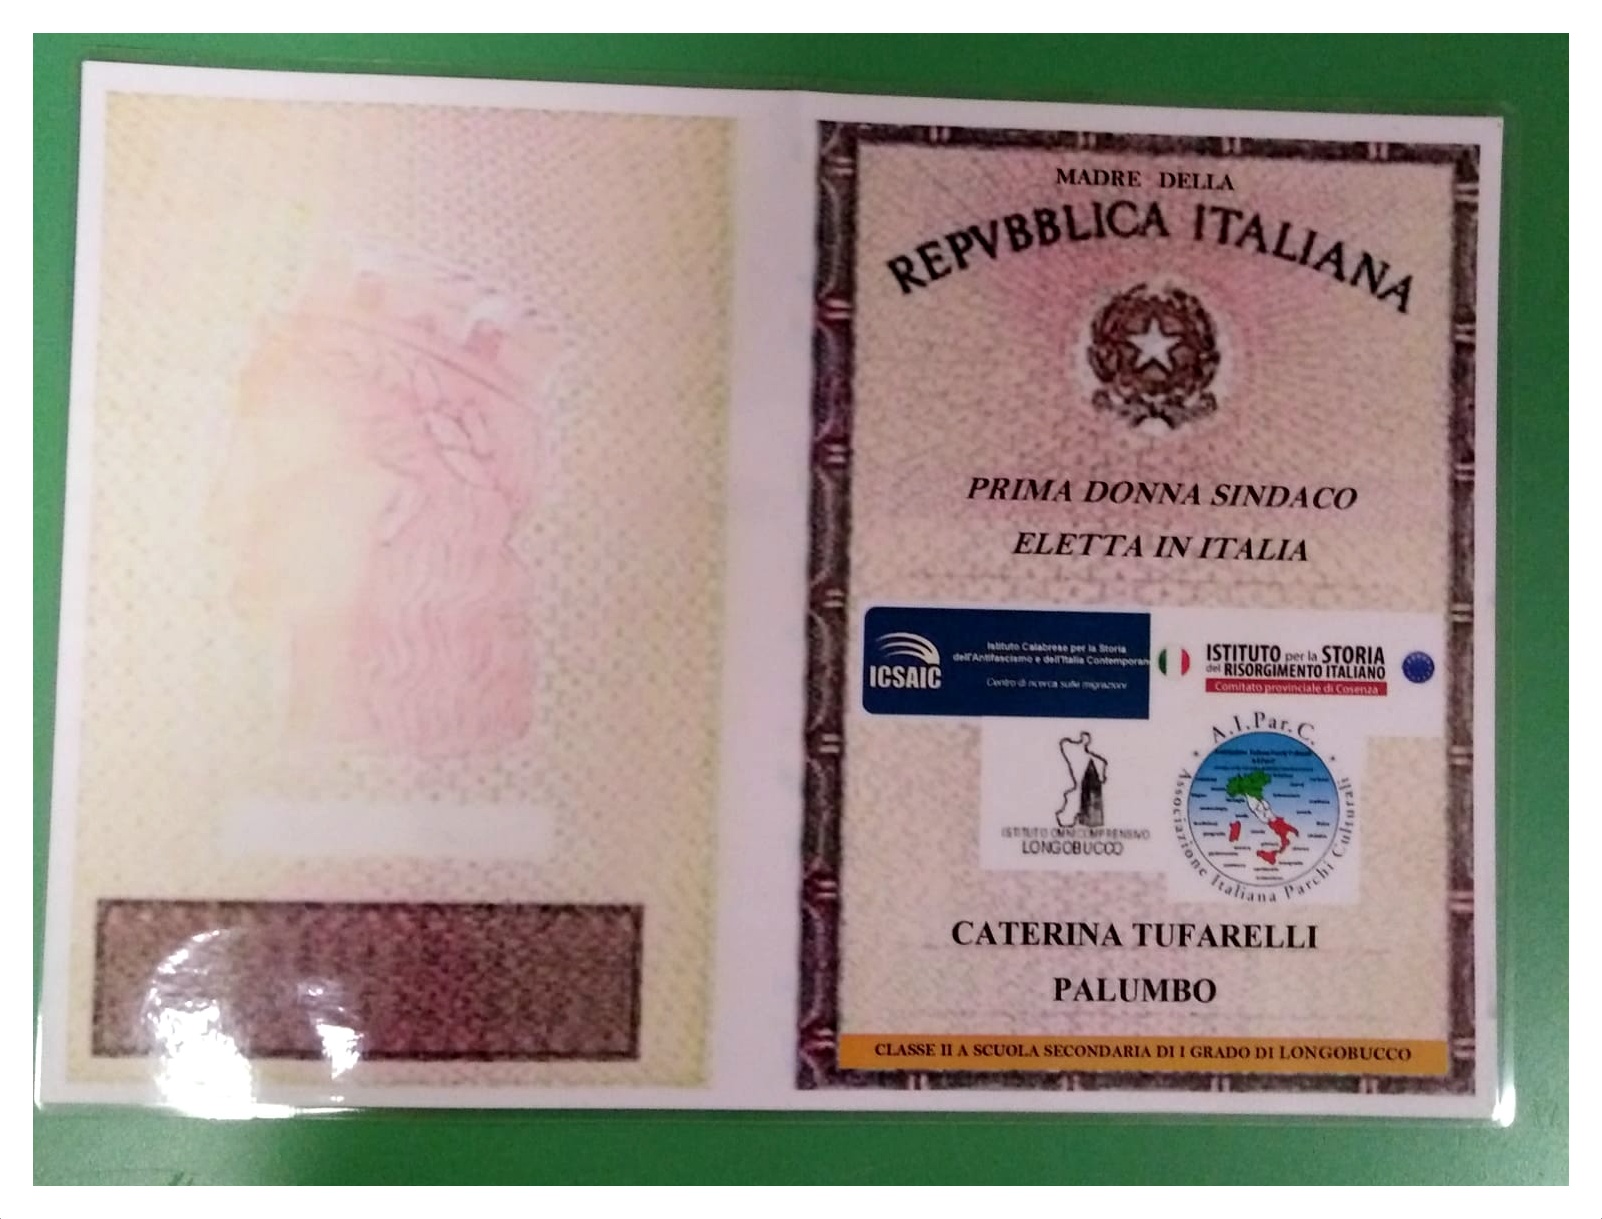 MADRE DELLA
REPVBBLICA ITALIANA
PRIMA DONNA SINDACO
ELETTA IN ITALIA
ICSAIC
Istituto Calabrese per la Storia
dell'Antifascismo e dell'Italia Contemporan
Centro di ricerca sulle migrazioni
ISTITUTO per la STORIA
del RISORGIMENTO ITALIANO
Comitato provinciale di Cosenza
ISTITUTO OMNICOMPRENSIVO
LONGOBUCCO
A.I.Par.C.
Associazione Italiana Parchi Culturali
CATERINA TUFARELLI
PALUMBO
CLASSE II A SCUOLA SECONDARIA DI I GRADO DI LONGOBUCCO